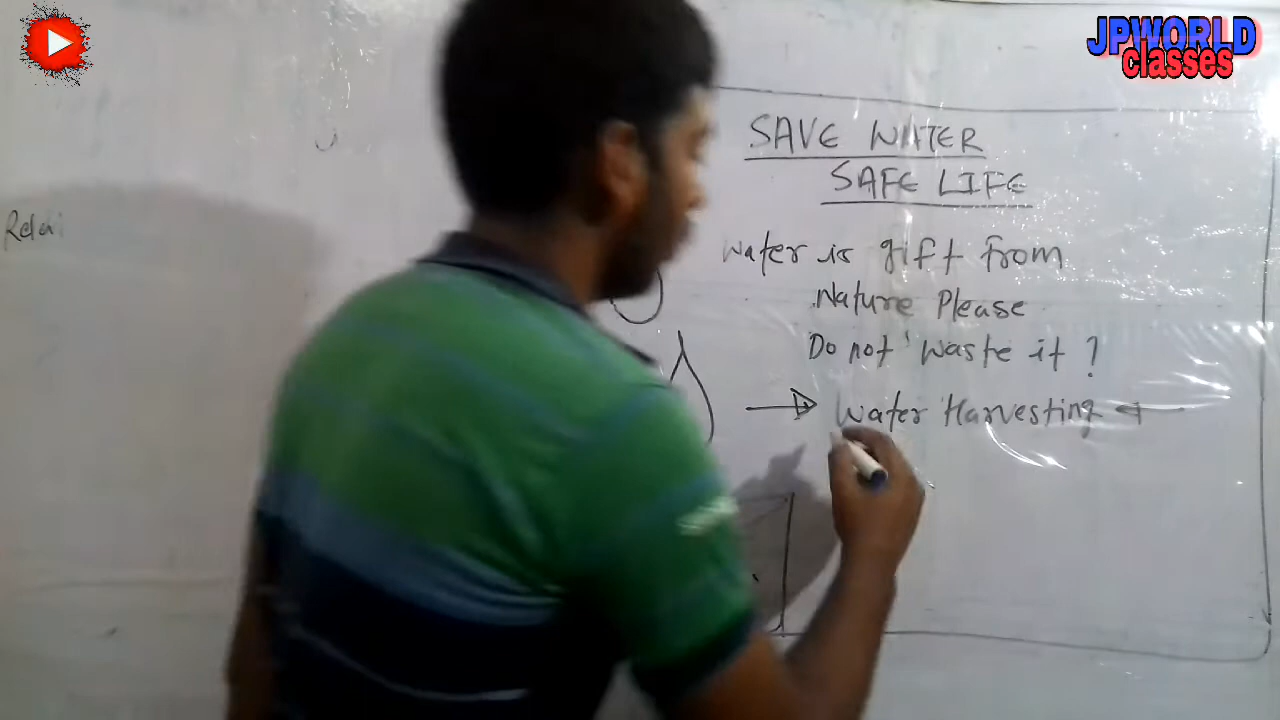 JPWORLD
classes
SAVE WATER
SAFE LIFE
Water is gift from
Nature Please
Do not waste it ?
Water Harvesting